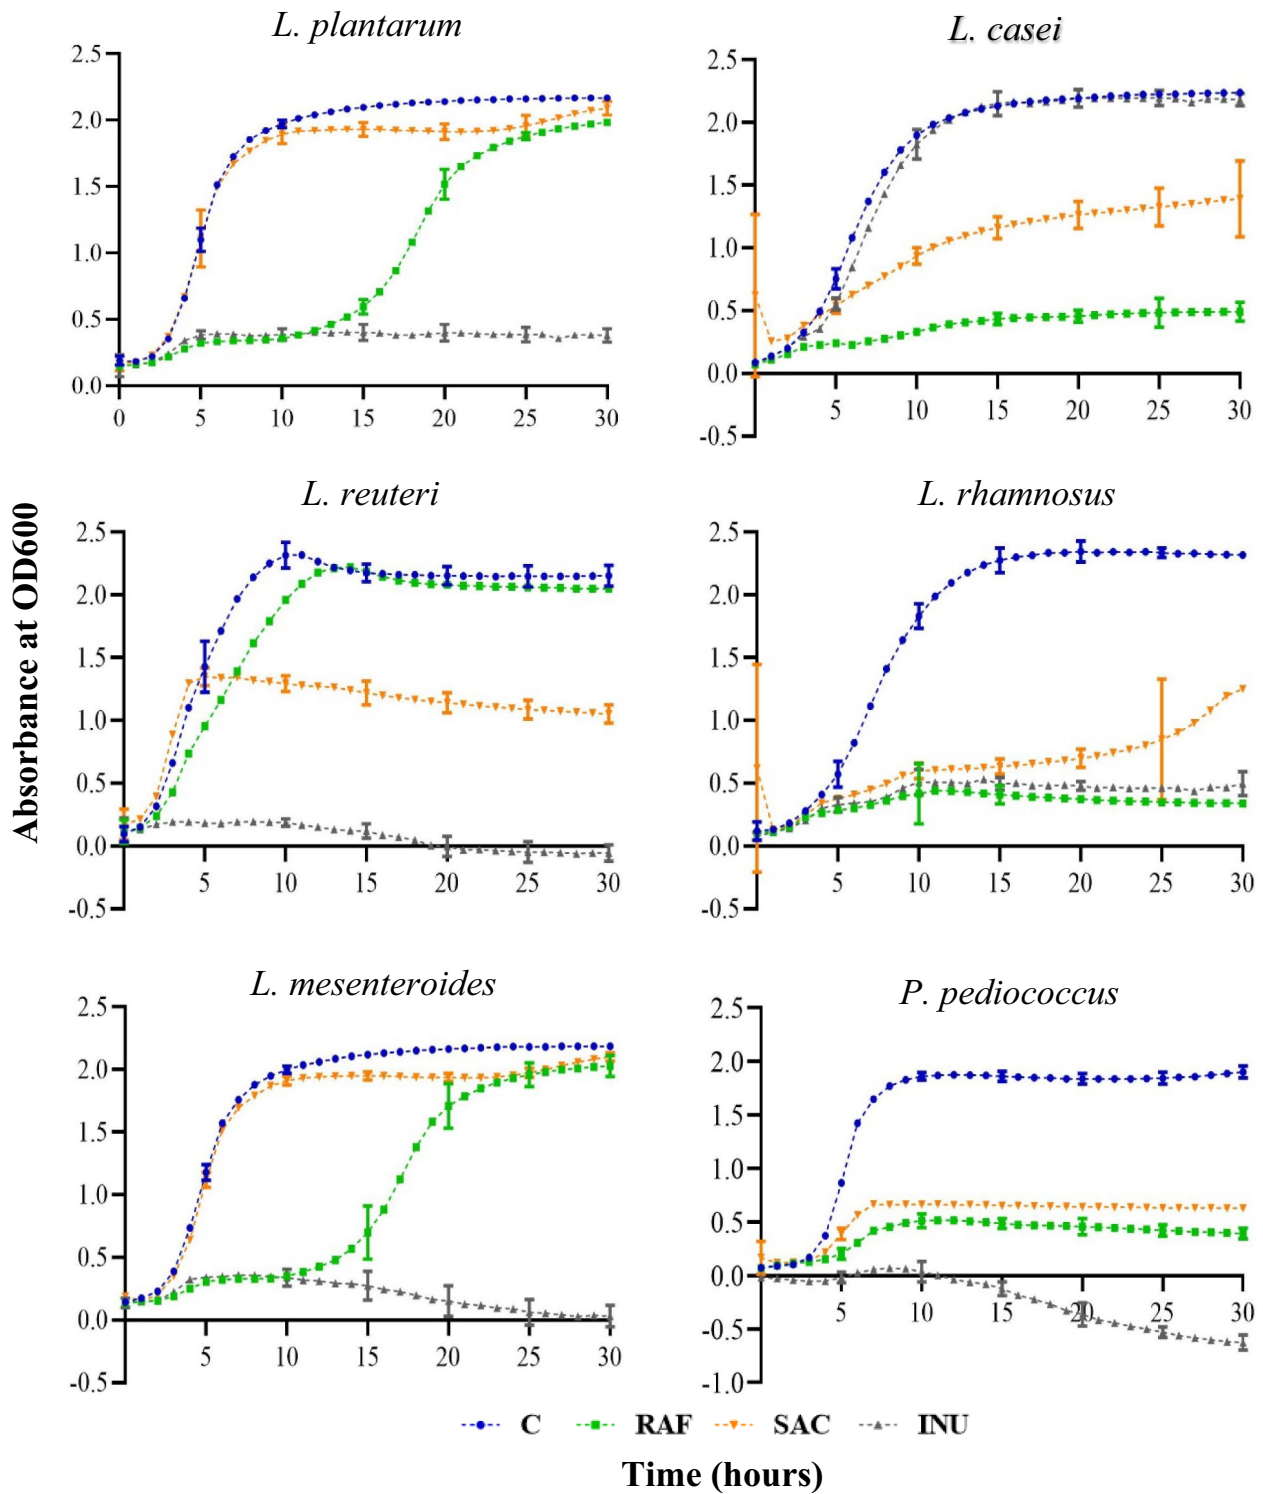 L. plantarum
2.5
2.0
1.5
1.0
0.5
0.0
0 5 10 15 20 25 30
L. casei
2.5
2.0
1.5
1.0
0.5
0.0
-0.5
5 10 15 20 25 30
Absorbance at OD600
L. reuteri
2.5
2.0
1.5
1.0
0.5
0.0
-0.5
5 10 15 20 25 30
L. rhamnosus
2.5
2.0
1.5
1.0
0.5
0.0
-0.5
5 10 15 20 25 30
L. mesenteroides
2.5
2.0
1.5
1.0
0.5
0.0
-0.5
5 10 15 20 25 30
P. pediococcus
2.5
2.0
1.5
1.0
0.5
0.0
-0.5
-1.0
5 10 15 20 25 30
C RAF SAC INU
Time (hours)